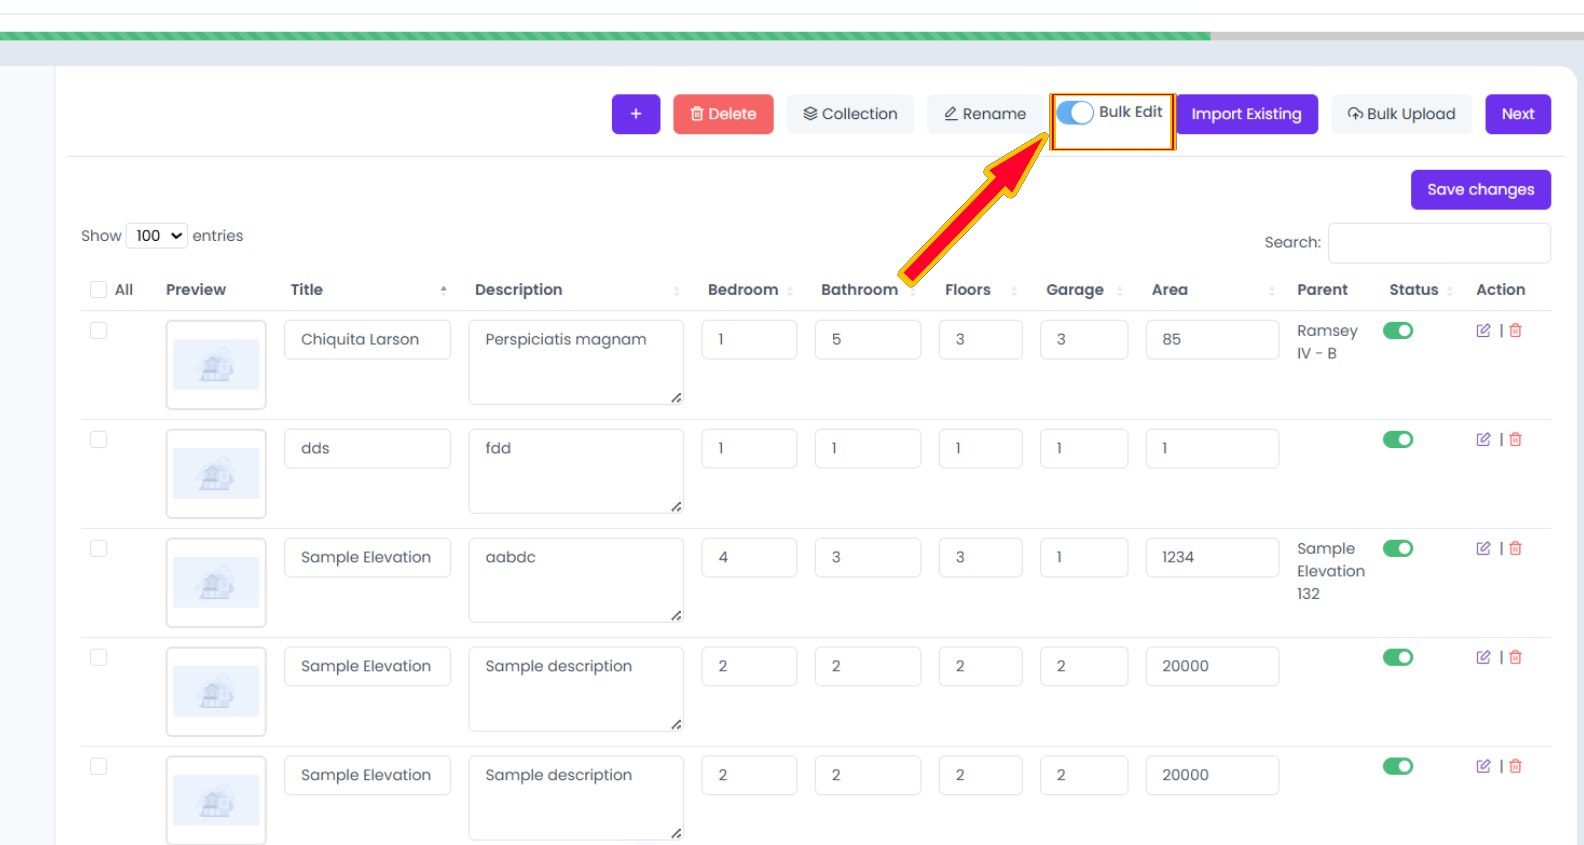 + Delete Collection Rename Bulk Edit Import Existing Bulk Upload Next
Save changes
Show 100 entries
Search:
All Preview Title Description Bedroom Bathroom Floors Garage Area Parent Status Action
Chiquita Larson Perspiciatis magnam 1 5 3 3 85 Ramsey
IV - B
dds fdd 1 1 1 1 1
Sample Elevation aabdc 4 3 3 1 1234 Sample
Elevation
132
Sample Elevation Sample description 2 2 2 2 20000
Sample Elevation Sample description 2 2 2 2 20000